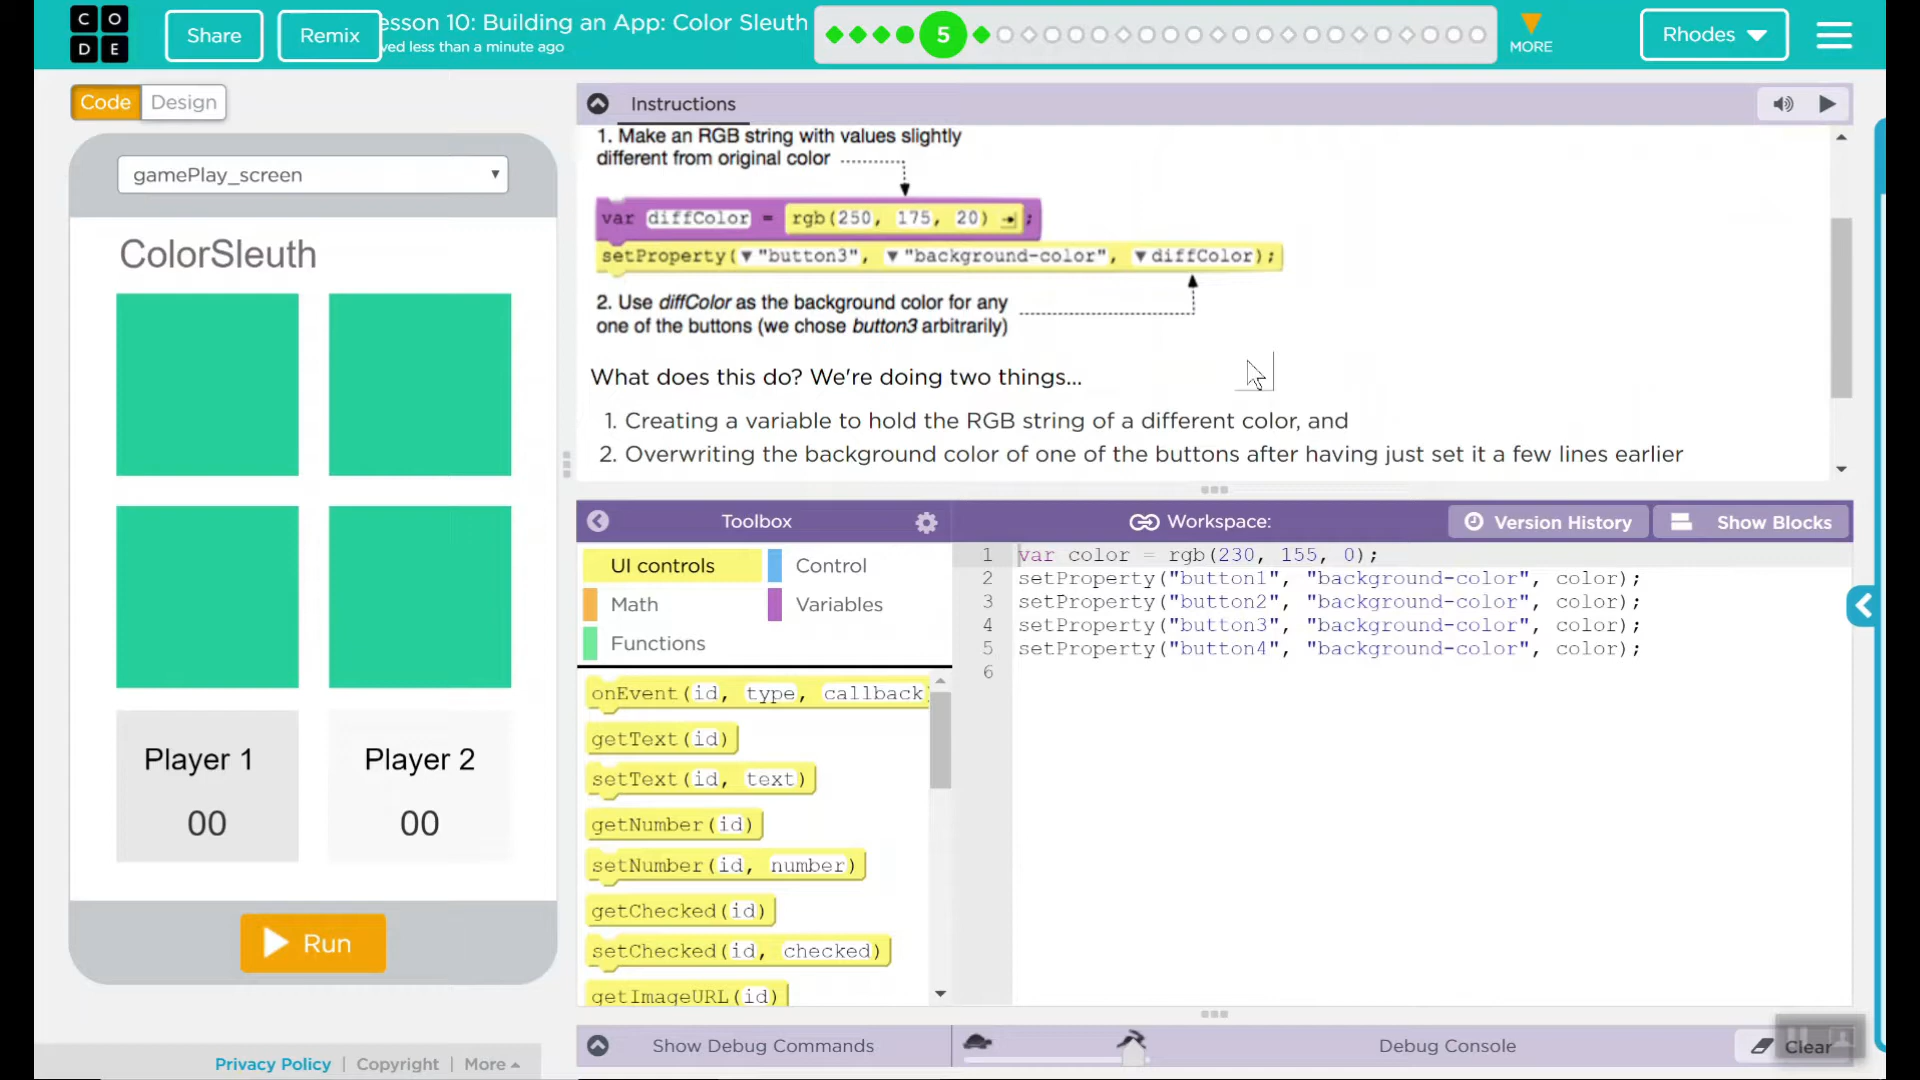 C O
D E
Share
Remix
esson 10: Building an App: Color Sleuth
ved less than a minute ago
5
MORE
Rhodes
Code
Design
Instructions
gamePlay_screen
ColorSleuth
Player 1
00
Player 2
00
Run
1. Make an RGB string with values slightly
different from original color
var diffColor = rgb(250, 175, 20) ;
setProperty( "button3", "background-color", diffColor);
2. Use diffColor as the background color for any
one of the buttons (we chose button3 arbitrarily)
What does this do? We're doing two things...
1. Creating a variable to hold the RGB string of a different color, and
2. Overwriting the background color of one of the buttons after having just set it a few lines earlier
Toolbox
Workspace:
Version History
Show Blocks
UI controls
Control
Math
Variables
Functions
onEvent(id, type, callback)
getText(id)
setText(id, text)
getNumber(id)
setNumber(id, number)
getChecked(id)
setChecked(id, checked)
getImageURL(id)
1 var color = rgb(230, 155, 0);
2 setProperty("button1", "background-color", color);
3 setProperty("button2", "background-color", color);
4 setProperty("button3", "background-color", color);
5 setProperty("button4", "background-color", color);
6
Show Debug Commands
Debug Console
Clear
Privacy Policy | Copyright | More